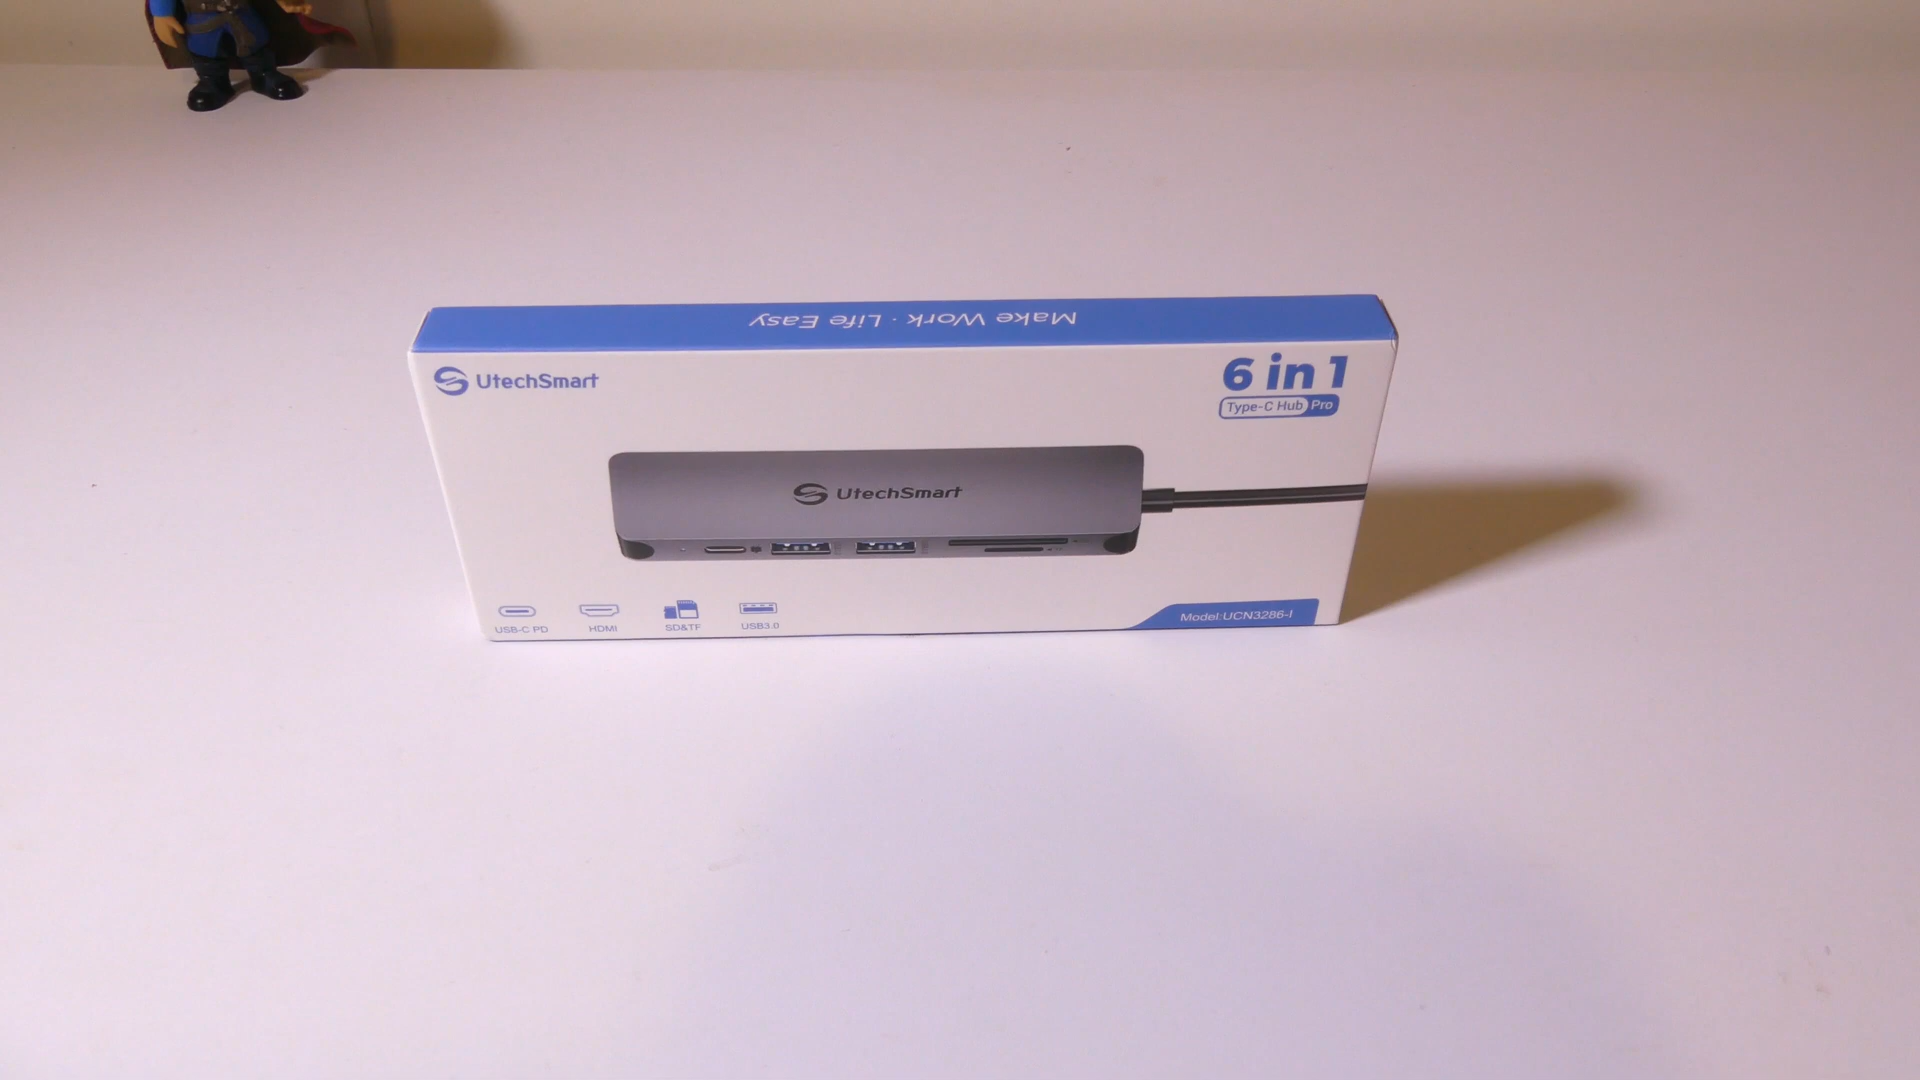 Make Work · Life Easy
UtechSmart
6 in 1
Type-C Hub Pro
UtechSmart
USB-C PD
HDMI
SD&TF
USB3.0
Model:UCN3286-I